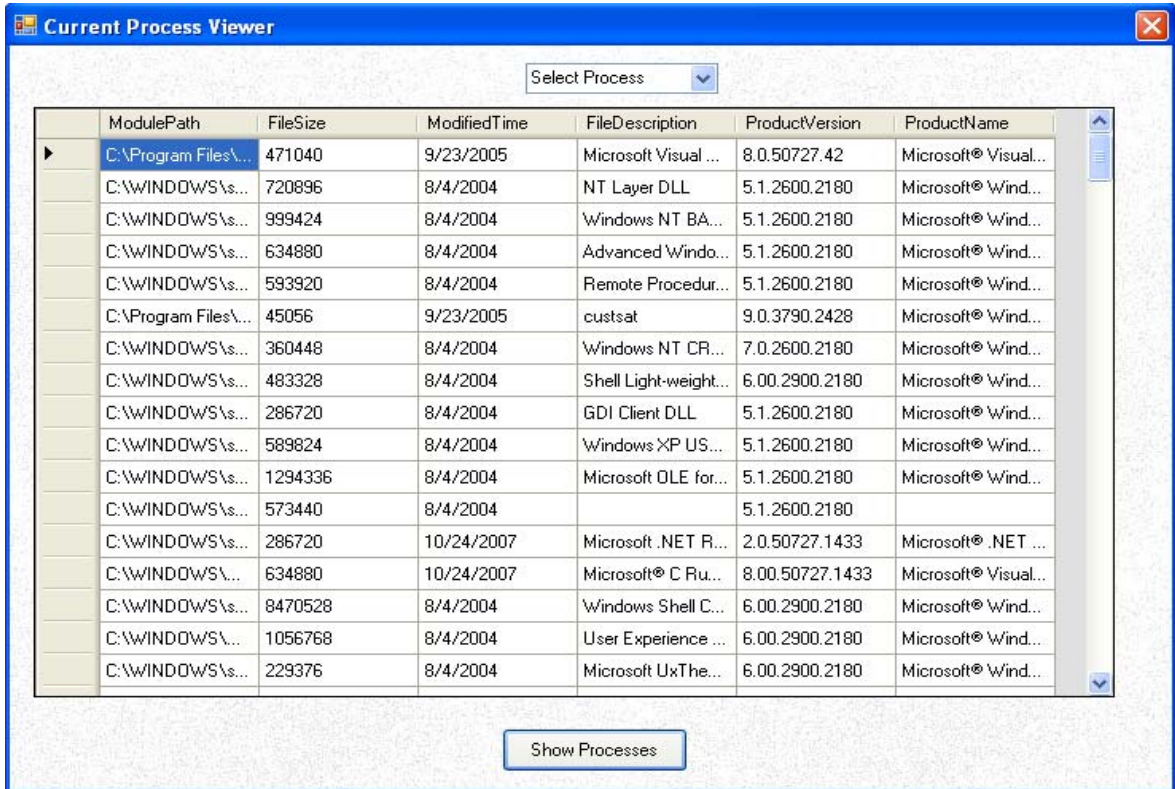 Current Process Viewer
Select Process
ModulePath FileSize ModifiedTime FileDescription ProductVersion ProductName
C:\Program Files\... 471040 9/23/2005 Microsoft Visual ... 8.0.50727.42 Microsoft® Visual...
C:\WINDOWS\s... 720896 8/4/2004 NT Layer DLL 5.1.2600.2180 Microsoft® Wind...
C:\WINDOWS\s... 999424 8/4/2004 Windows NT BA... 5.1.2600.2180 Microsoft® Wind...
C:\WINDOWS\s... 634880 8/4/2004 Advanced Windo... 5.1.2600.2180 Microsoft® Wind...
C:\WINDOWS\s... 593920 8/4/2004 Remote Procedur... 5.1.2600.2180 Microsoft® Wind...
C:\Program Files\... 45056 9/23/2005 custsat 9.0.3790.2428 Microsoft® Wind...
C:\WINDOWS\s... 360448 8/4/2004 Windows NT CR... 7.0.2600.2180 Microsoft® Wind...
C:\WINDOWS\s... 483328 8/4/2004 Shell Light-weight... 6.00.2900.2180 Microsoft® Wind...
C:\WINDOWS\s... 286720 8/4/2004 GDI Client DLL 5.1.2600.2180 Microsoft® Wind...
C:\WINDOWS\s... 589824 8/4/2004 Windows XP US... 5.1.2600.2180 Microsoft® Wind...
C:\WINDOWS\s... 1294336 8/4/2004 Microsoft OLE for... 5.1.2600.2180 Microsoft® Wind...
C:\WINDOWS\s... 573440 8/4/2004 5.1.2600.2180
C:\WINDOWS\s... 286720 10/24/2007 Microsoft .NET R... 2.0.50727.1433 Microsoft® .NET ...
C:\WINDOWS\... 634880 10/24/2007 Microsoft® C Ru... 8.00.50727.1433 Microsoft® Visual...
C:\WINDOWS\s... 8470528 8/4/2004 Windows Shell C... 6.00.2900.2180 Microsoft® Wind...
C:\WINDOWS\... 1056768 8/4/2004 User Experience ... 6.00.2900.2180 Microsoft® Wind...
C:\WINDOWS\s... 229376 8/4/2004 Microsoft UxThe... 6.00.2900.2180 Microsoft® Wind...
Show Processes